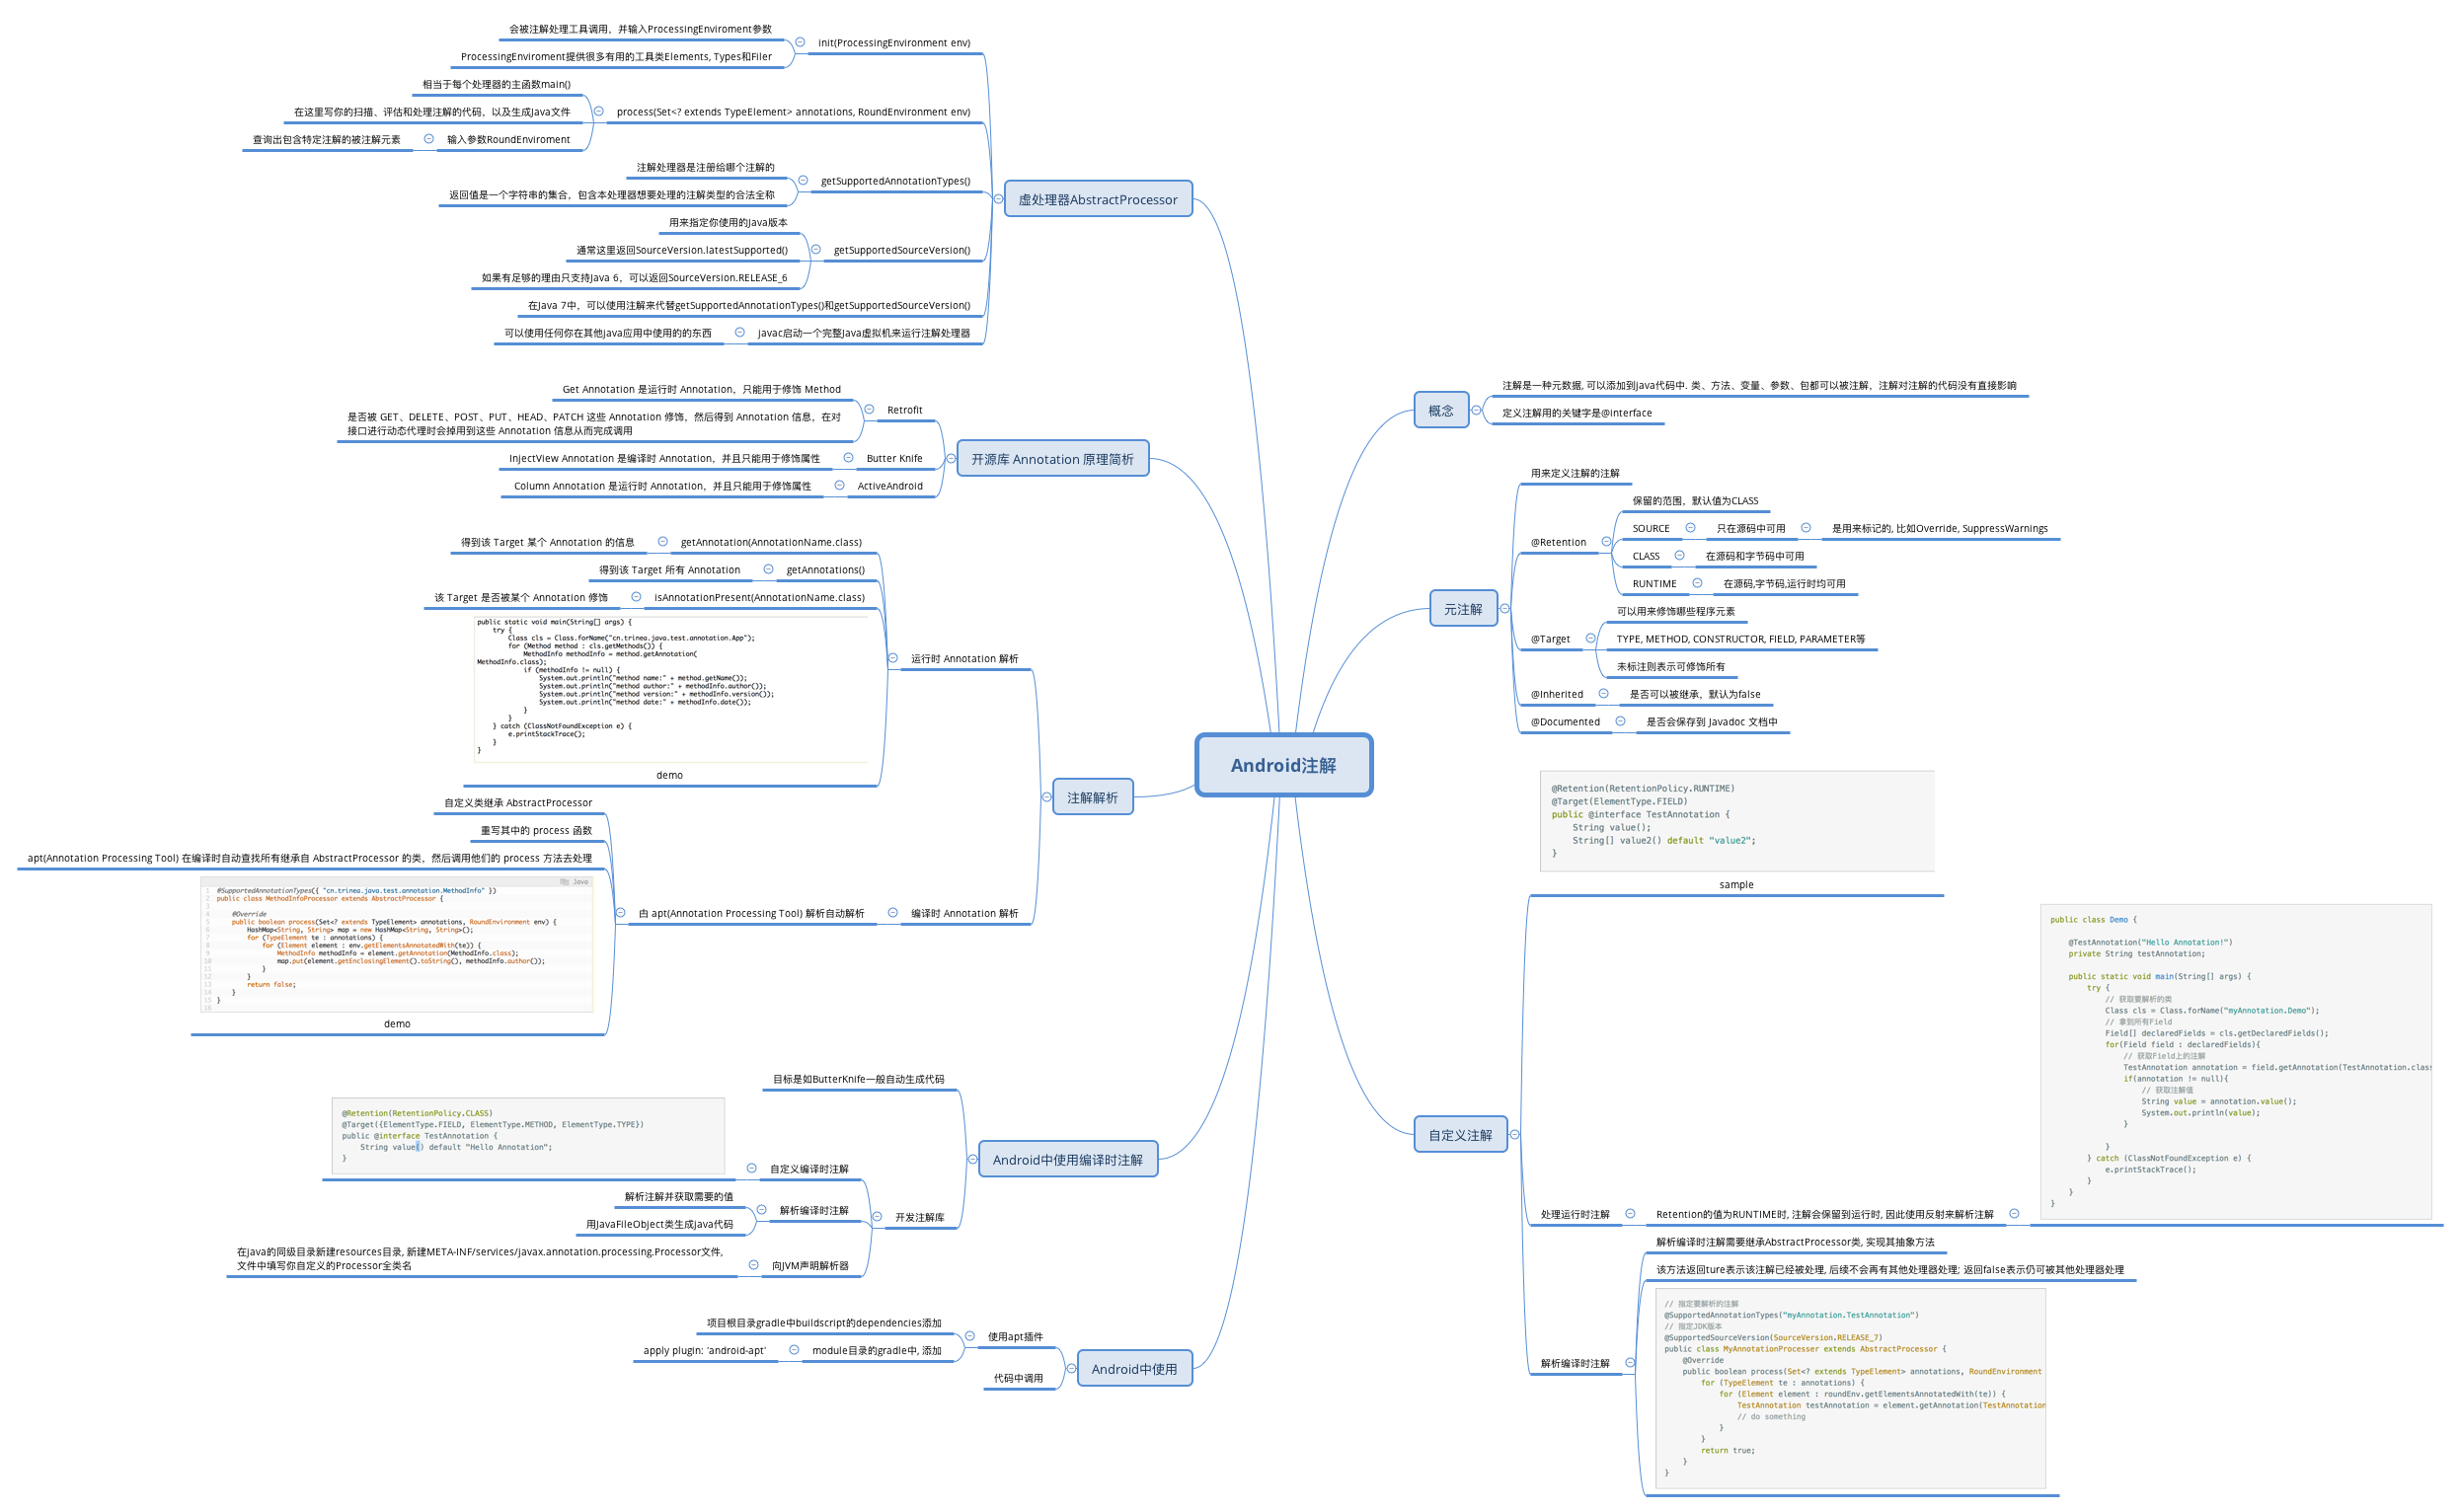 Android注解
概念
注解是一种元数据, 可以添加到java代码中. 类、方法、变量、参数、包都可以被注解，注解对注解的代码没有直接影响
定义注解用的关键字是@interface
元注解
用来定义注解的注解
@Retention
保留的范围，默认值为CLASS
SOURCE
只在源码中可用
是用来标记的, 比如Override, SuppressWarnings
CLASS
在源码和字节码中可用
RUNTIME
在源码,字节码,运行时均可用
@Target
可以用来修饰哪些程序元素
TYPE, METHOD, CONSTRUCTOR, FIELD, PARAMETER等
未标注则表示可修饰所有
@Inherited
是否可以被继承，默认为false
@Documented
是否会保存到 Javadoc 文档中
自定义注解
@Retention(RetentionPolicy.RUNTIME)
@Target(ElementType.FIELD)
public @interface TestAnnotation {
String value();
String[] value2() default "value2";
}
sample
处理运行时注解
Retention的值为RUNTIME时, 注解会保留到运行时, 因此使用反射来解析注解
public class Demo {
@TestAnnotation("Hello Annotation!")
private String testAnnotation;
public static void main(String[] args) {
try {
// 获取要解析的类
Class cls = Class.forName("myAnnotation.Demo");
// 拿到所有Field
Field[] declaredFields = cls.getDeclaredFields();
for(Field field : declaredFields){
// 获取Field上的注解
TestAnnotation annotation = field.getAnnotation(TestAnnotation.class
if(annotation != null){
// 获取注解值
String value = annotation.value();
System.out.println(value);
}
}
} catch (ClassNotFoundException e) {
e.printStackTrace();
}
}
}
解析编译时注解
解析编译时注解需要继承AbstractProcessor类, 实现其抽象方法
该方法返回ture表示该注解已经被处理, 后续不会再有其他处理器处理; 返回false表示仍可被其他处理器处理
// 指定要解析的注解
@SupportedAnnotationTypes("myAnnotation.TestAnnotation")
// 指定JDK版本
@SupportedSourceVersion(SourceVersion.RELEASE_7)
public class MyAnnotationProcesser extends AbstractProcessor {
@Override
public boolean process(Set<? extends TypeElement> annotations, RoundEnvironment
for (TypeElement te : annotations) {
for (Element element : roundEnv.getElementsAnnotatedWith(te)) {
TestAnnotation testAnnotation = element.getAnnotation(TestAnnotation
// do something
}
}
return true;
}
}
虚处理器AbstractProcessor
init(ProcessingEnvironment env)
会被注解处理工具调用，并输入ProcessingEnviroment参数
ProcessingEnviroment提供很多有用的工具类Elements, Types和Filer
process(Set<? extends TypeElement> annotations, RoundEnvironment env)
相当于每个处理器的主函数main()
在这里写你的扫描、评估和处理注解的代码，以及生成Java文件
输入参数RoundEnviroment
查询出包含特定注解的被注解元素
getSupportedAnnotationTypes()
注解处理器是注册给哪个注解的
返回值是一个字符串的集合，包含本处理器想要处理的注解类型的合法全称
getSupportedSourceVersion()
用来指定你使用的Java版本
通常这里返回SourceVersion.latestSupported()
如果有足够的理由只支持Java 6，可以返回SourceVersion.RELEASE_6
在Java 7中，可以使用注解来代替getSupportedAnnotationTypes()和getSupportedSourceVersion()
javac启动一个完整Java虚拟机来运行注解处理器
可以使用任何你在其他java应用中使用的的东西
开源库 Annotation 原理简析
Retrofit
Get Annotation 是运行时 Annotation，只能用于修饰 Method
是否被 GET、DELETE、POST、PUT、HEAD、PATCH 这些 Annotation 修饰，然后得到 Annotation 信息，在对
接口进行动态代理时会掉用到这些 Annotation 信息从而完成调用
Butter Knife
InjectView Annotation 是编译时 Annotation，并且只能用于修饰属性
ActiveAndroid
Column Annotation 是运行时 Annotation，并且只能用于修饰属性
注解解析
运行时 Annotation 解析
getAnnotation(AnnotationName.class)
得到该 Target 某个 Annotation 的信息
getAnnotations()
得到该 Target 所有 Annotation
isAnnotationPresent(AnnotationName.class)
该 Target 是否被某个 Annotation 修饰
public static void main(String[] args) {
try {
Class cls = Class.forName("cn.trinea.java.test.annotation.App");
for (Method method : cls.getMethods()) {
MethodInfo methodInfo = method.getAnnotation(
MethodInfo.class);
if (methodInfo != null) {
System.out.println("method name:" + method.getName());
System.out.println("method author:" + methodInfo.author());
System.out.println("method version:" + methodInfo.version());
System.out.println("method date:" + methodInfo.date());
}
}
} catch (ClassNotFoundException e) {
e.printStackTrace();
}
}
demo
编译时 Annotation 解析
由 apt(Annotation Processing Tool) 解析自动解析
自定义类继承 AbstractProcessor
重写其中的 process 函数
apt(Annotation Processing Tool) 在编译时自动查找所有继承自 AbstractProcessor 的类，然后调用他们的 process 方法去处理
Java
1 @SupportedAnnotationTypes({ "cn.trinea.java.test.annotation.MethodInfo" })
2 public class MethodInfoProcessor extends AbstractProcessor {
3
4 @Override
5 public boolean process(Set<? extends TypeElement> annotations, RoundEnvironment env) {
6 HashMap<String, String> map = new HashMap<String, String>();
7 for (TypeElement te : annotations) {
8 for (Element element : env.getElementsAnnotatedWith(te)) {
9 MethodInfo methodInfo = element.getAnnotation(MethodInfo.class);
10 map.put(element.getEnclosingElement().toString(), methodInfo.author());
11 }
12 }
13 return false;
14 }
15 }
16
demo
Android中使用编译时注解
目标是如ButterKnife一般自动生成代码
开发注解库
自定义编译时注解
@Retention(RetentionPolicy.CLASS)
@Target({ElementType.FIELD, ElementType.METHOD, ElementType.TYPE})
public @interface TestAnnotation {
String value() default "Hello Annotation";
}
解析编译时注解
解析注解并获取需要的值
用JavaFileObject类生成java代码
向JVM声明解析器
在java的同级目录新建resources目录, 新建META-INF/services/javax.annotation.processing.Processor文件,
文件中填写你自定义的Processor全类名
Android中使用
使用apt插件
项目根目录gradle中buildscript的dependencies添加
module目录的gradle中, 添加
apply plugin: 'android-apt'
代码中调用